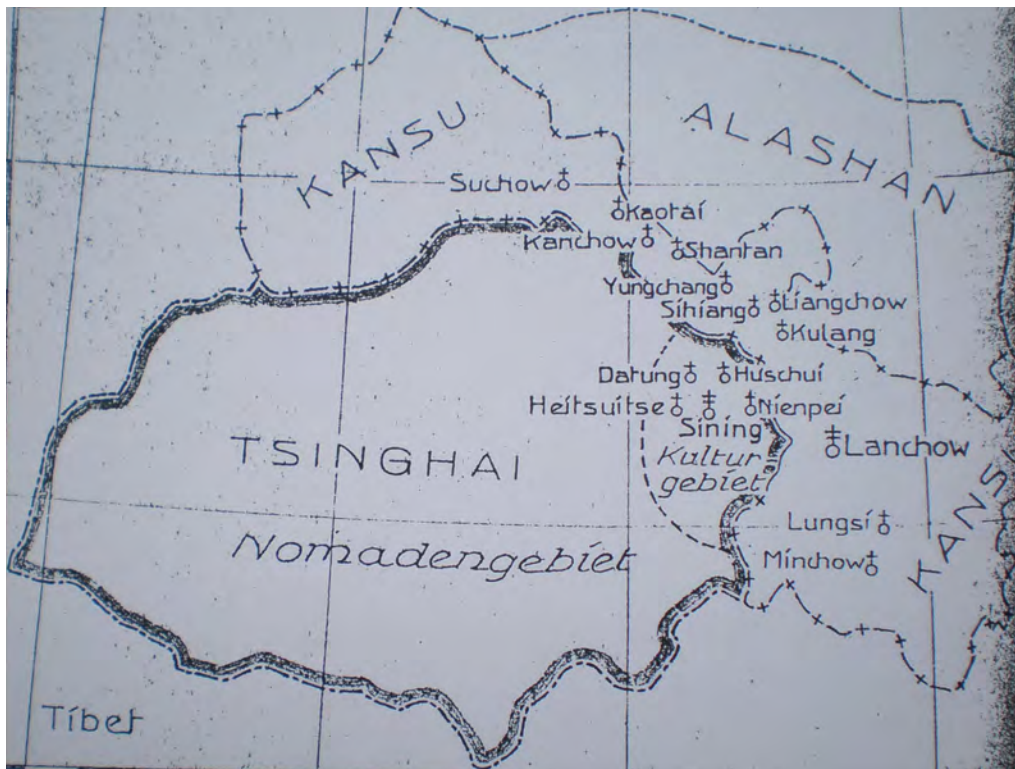 KANSU
ALASHAN
Suchow
Kaotai
Kanchow
Shantan
Yungchang
Liangchow
Sihiang
Kulang
Datung
Huschui
Heitsuitse
Nienpei
Sining
TSINGHAI
Kultur
gebiet
Lanchow
Lungsi
Nomadengebiet
Minchow
KANS
Tibet